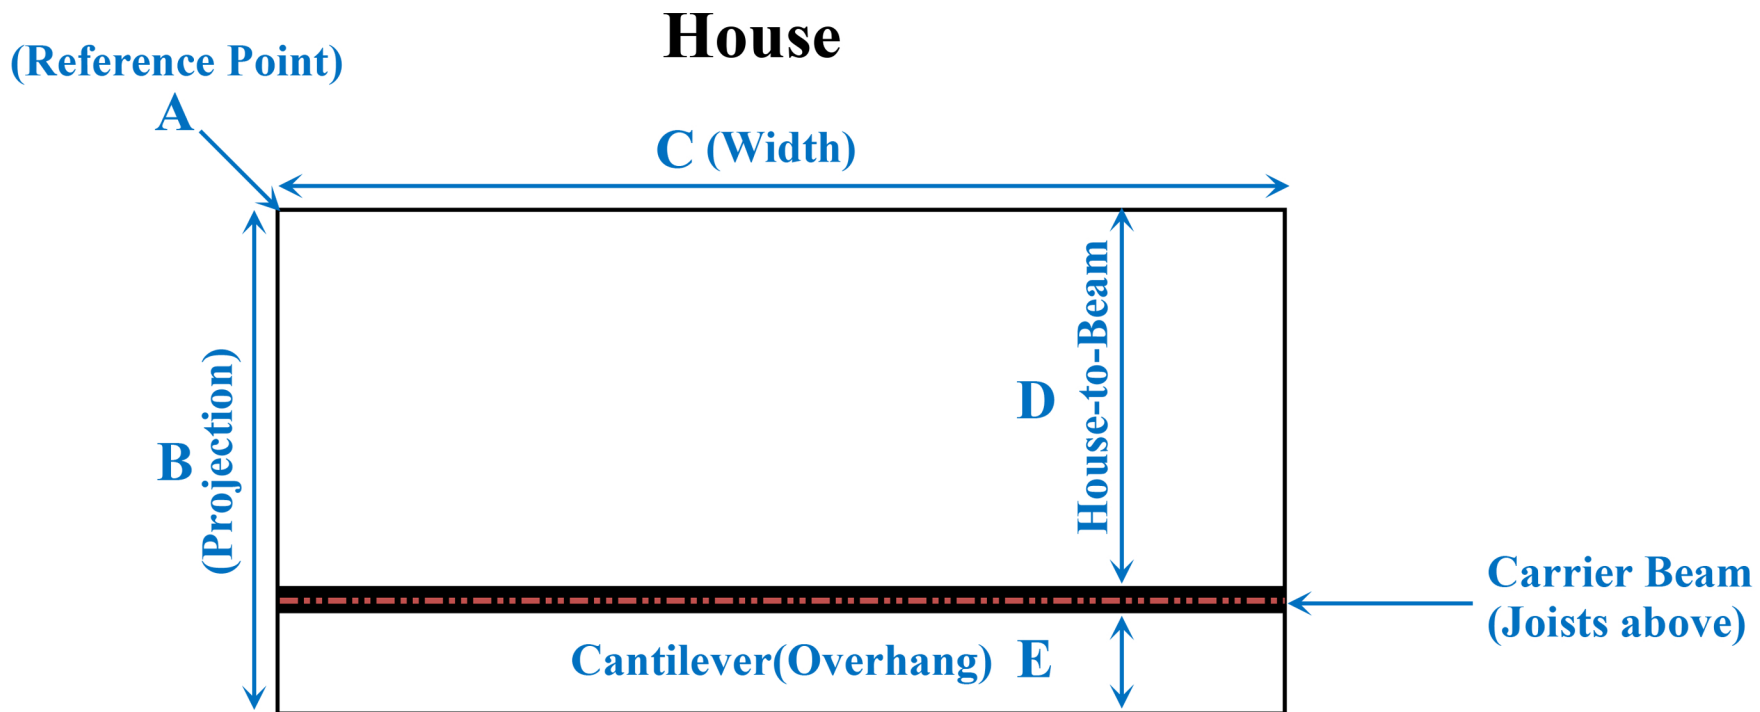 House
(Reference Point)
A
C (Width)
B
(Projection)
D
House-to-Beam
Carrier Beam
(Joists above)
Cantilever(Overhang) E